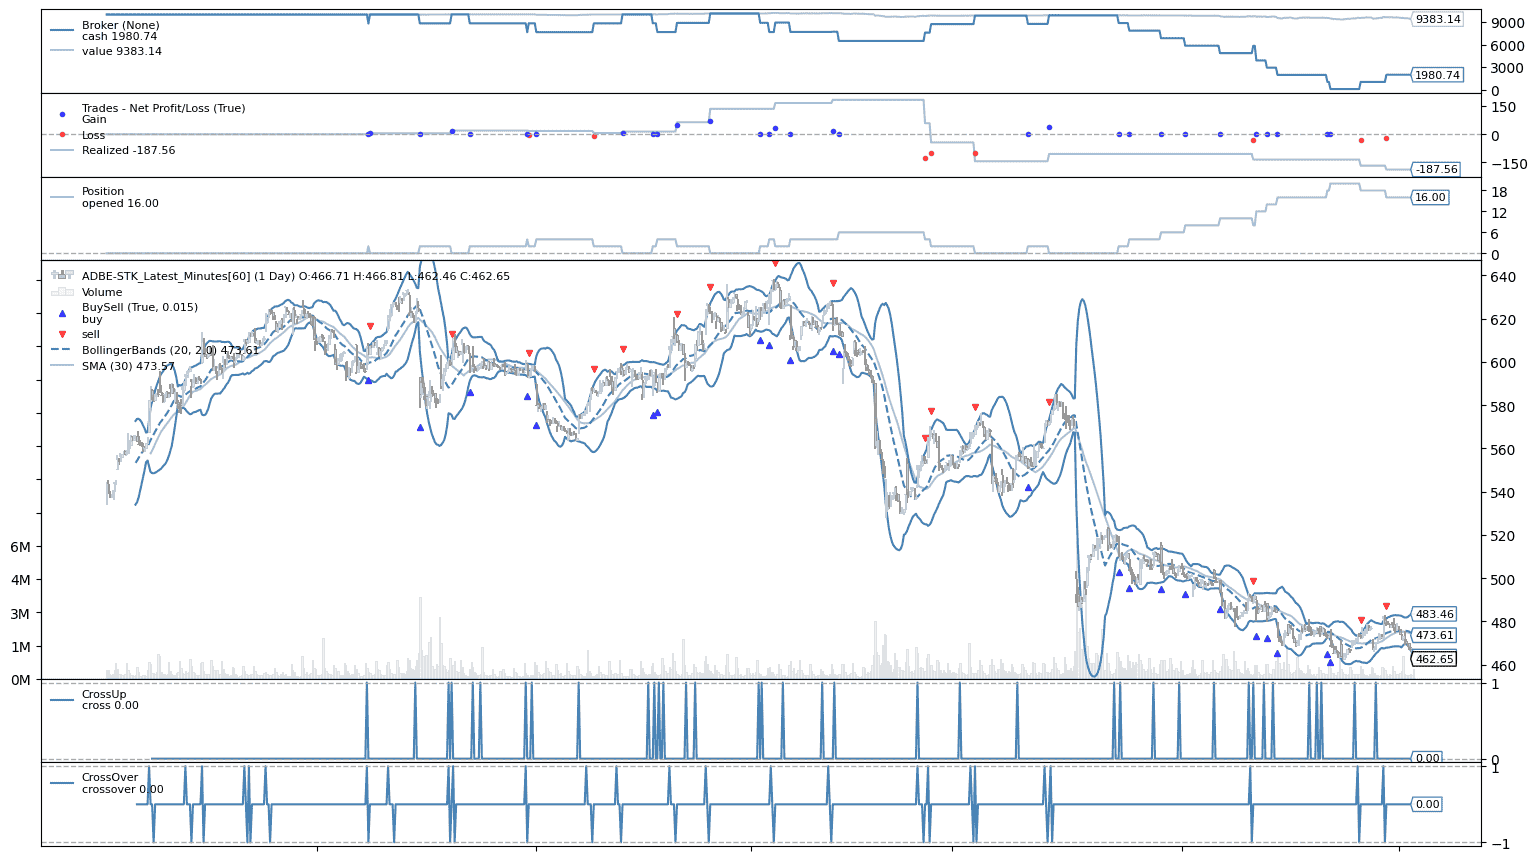 Broker (None)
cash 1980.74
value 9383.14
9383.14
1980.74
9000
6000
3000
0
Trades - Net Profit/Loss (True)
Gain
Loss
Realized -187.56
-187.56
150
0
−150
Position
opened 16.00
16.00
18
12
6
0
ADBE-STK_Latest_Minutes[60] (1 Day) O:466.71 H:466.81 L:462.46 C:462.65
Volume
BuySell (True, 0.015)
buy
sell
BollingerBands (20, 2.0) 473.61
SMA (30) 473.57
6M
4M
3M
1M
0M
640
620
600
580
560
540
520
500
480
460
483.46
473.61
462.65
CrossUp
cross 0.00
0.00
1
0
CrossOver
crossover 0.00
0.00
1
−1